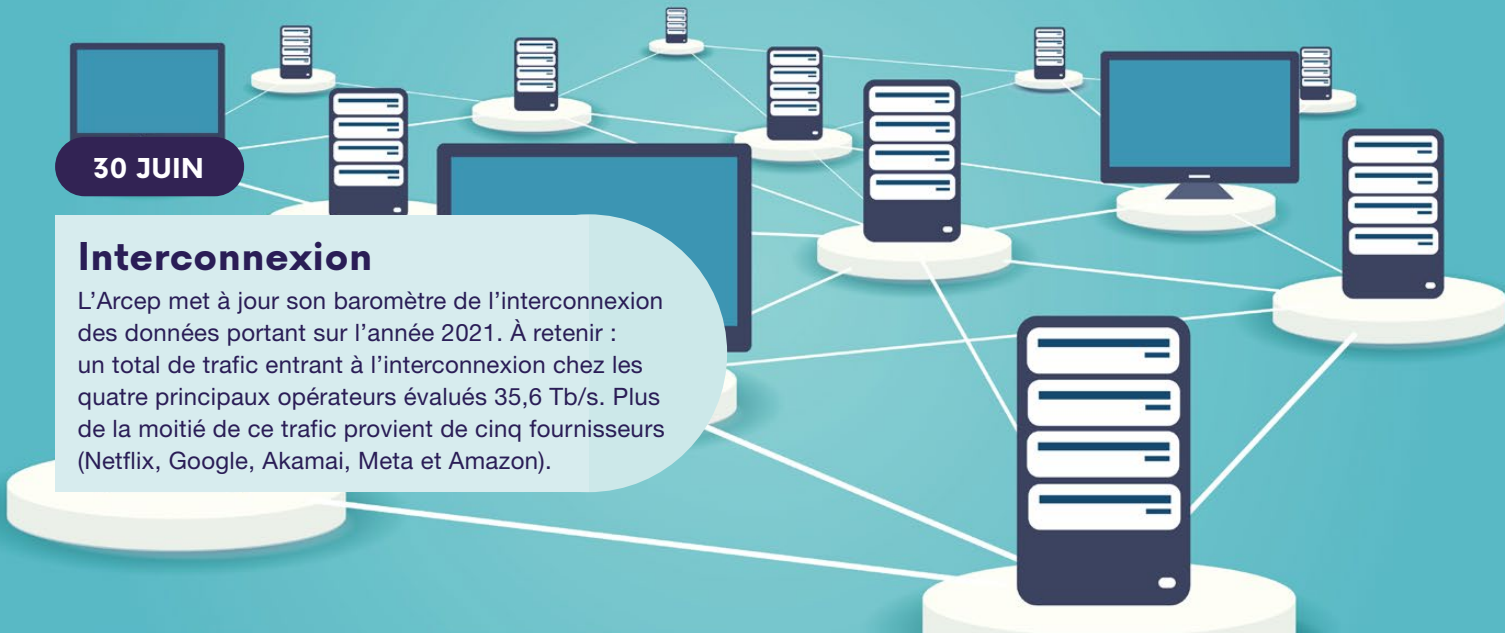 30 JUIN
Interconnexion
L’Arcep met à jour son baromètre de l’interconnexion
des données portant sur l’année 2021. À retenir :
un total de trafic entrant à l’interconnexion chez les
quatre principaux opérateurs évalués 35,6 Tb/s. Plus
de la moitié de ce trafic provient de cinq fournisseurs
(Netflix, Google, Akamai, Meta et Amazon).